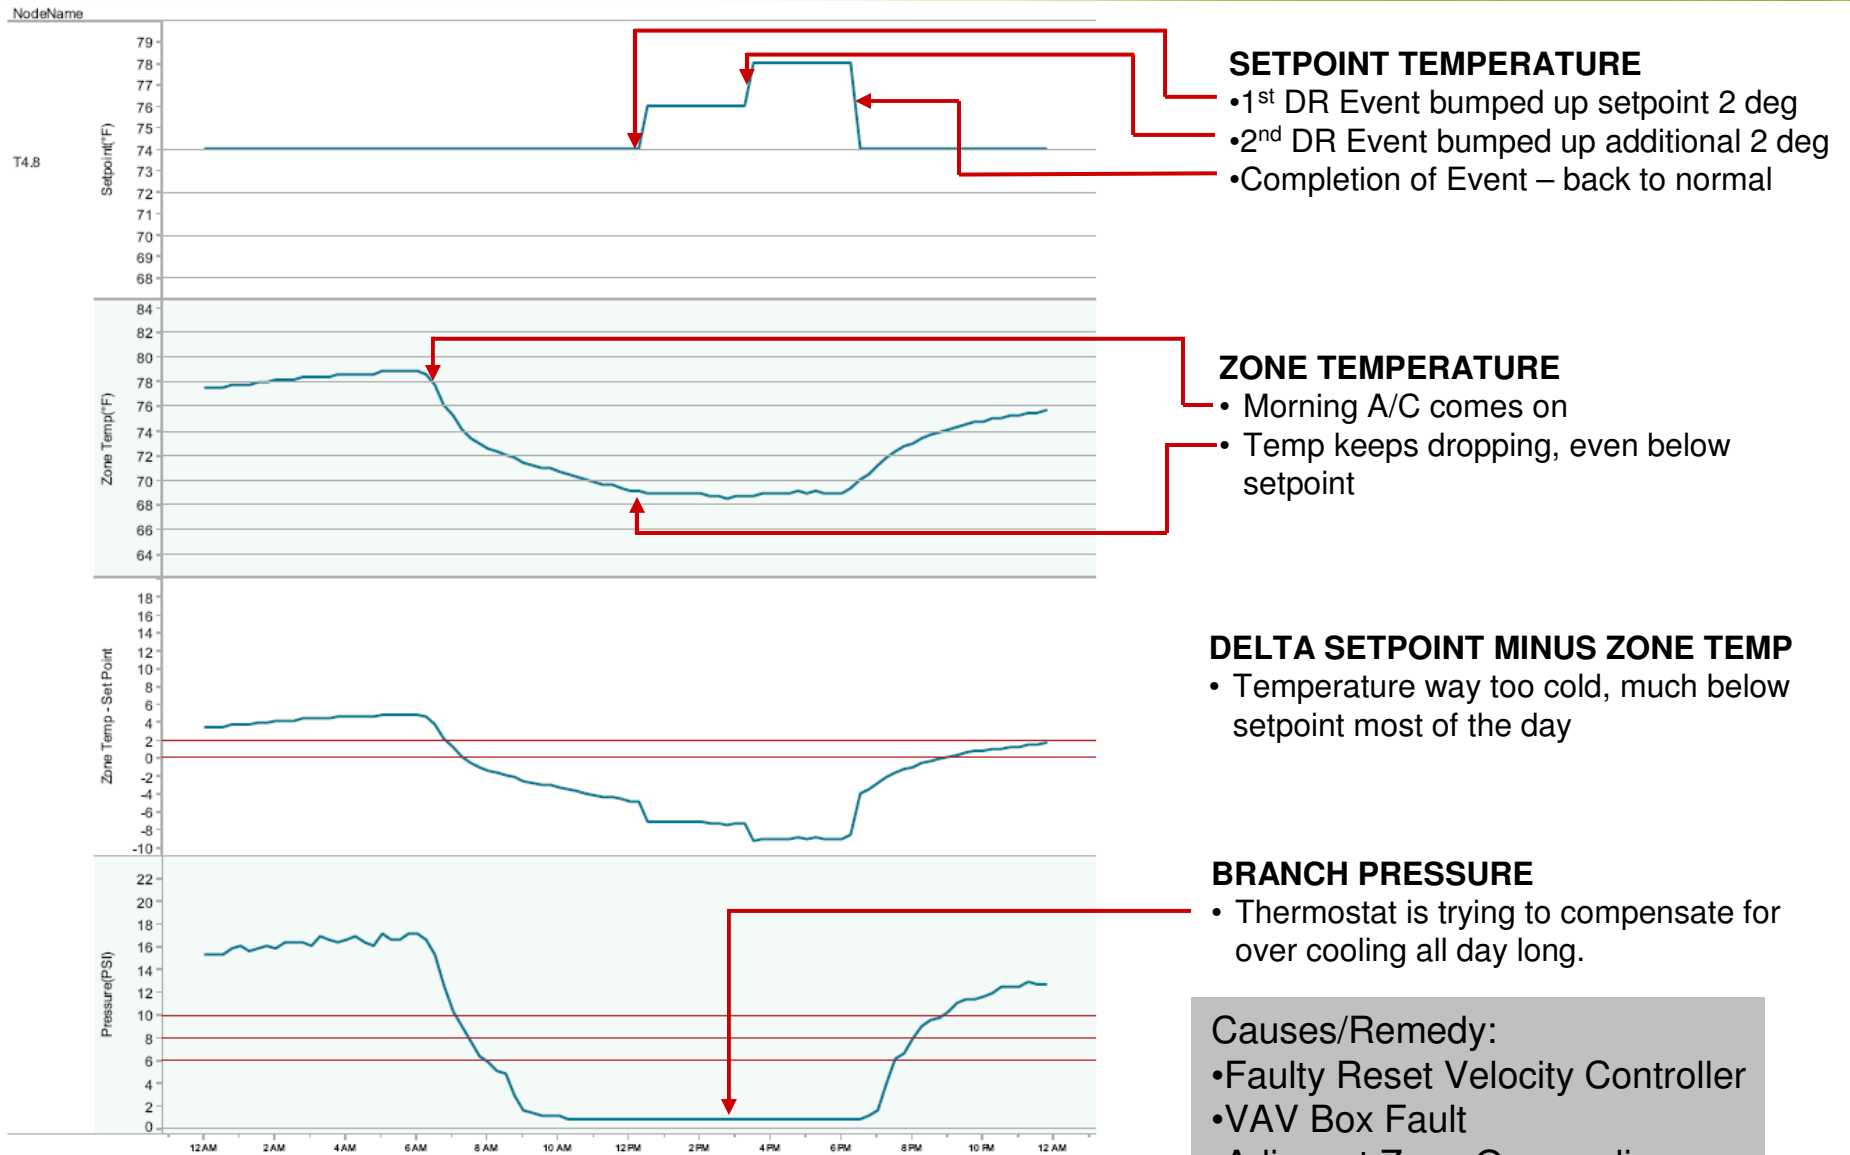 NodeName
T4.8
Setpoint(°F)
79
78
77
76
75
74
73
72
71
70
69
68
SETPOINT TEMPERATURE
•1st DR Event bumped up setpoint 2 deg
•2nd DR Event bumped up additional 2 deg
•Completion of Event – back to normal
Zone Temp(°F)
84
82
80
78
76
74
72
70
68
66
64
ZONE TEMPERATURE
• Morning A/C comes on
• Temp keeps dropping, even below
setpoint
Zone Temp - Set Point
18
16
14
12
10
8
6
4
2
0
-2
-4
-6
-8
-10
DELTA SETPOINT MINUS ZONE TEMP
• Temperature way too cold, much below
setpoint most of the day
Pressure(PSI)
22
20
18
16
14
12
10
8
6
4
2
0
BRANCH PRESSURE
• Thermostat is trying to compensate for
over cooling all day long.
Causes/Remedy:
•Faulty Reset Velocity Controller
•VAV Box Fault
12 AM 2 AM 4 AM 6 AM 8 AM 10 AM 12 PM 2 PM 4 PM 6 PM 8 PM 10 PM 12 AM